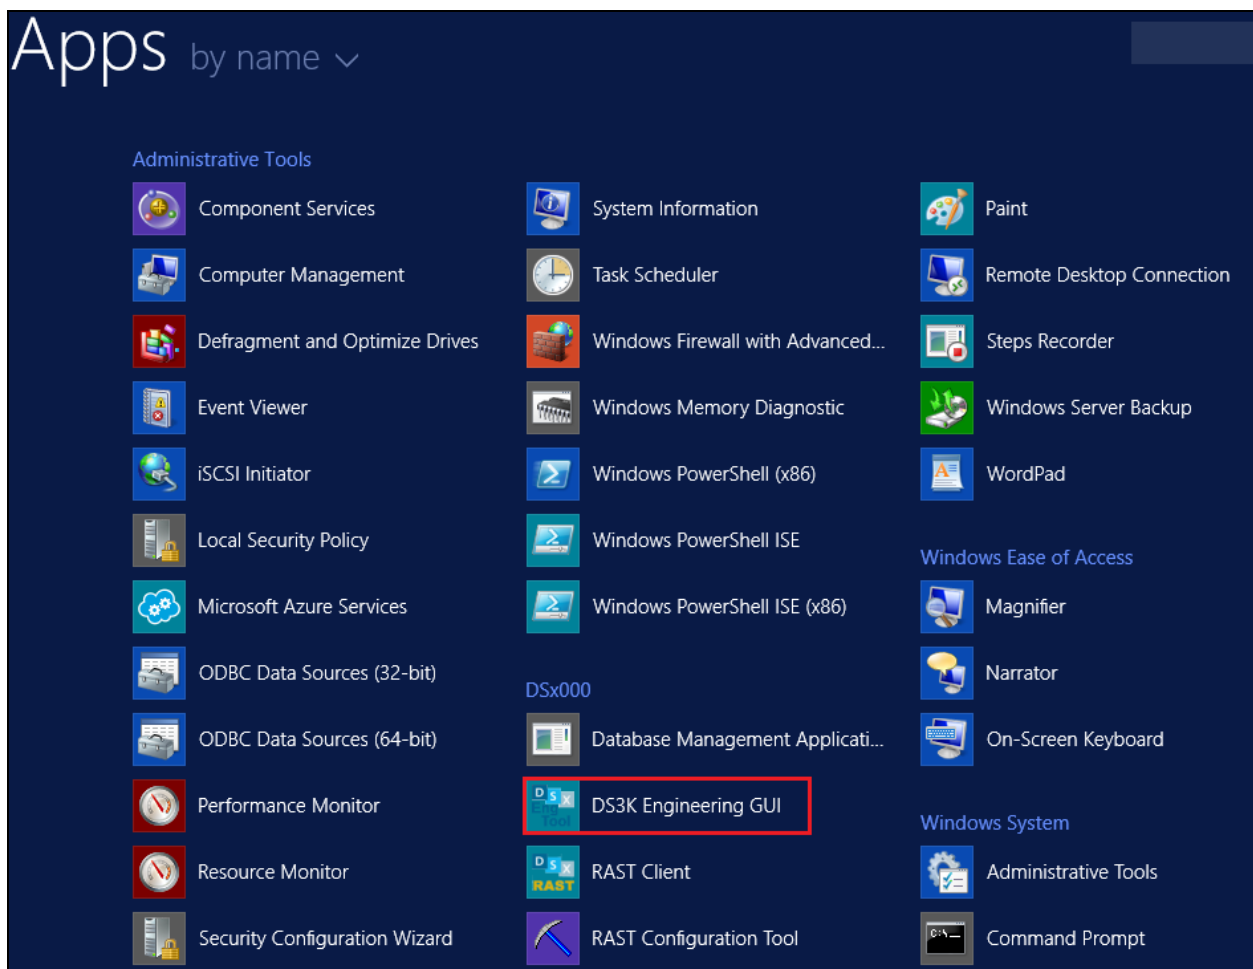 Apps by name
Administrative Tools
Component Services
Computer Management
Defragment and Optimize Drives
Event Viewer
iSCSI Initiator
Local Security Policy
Microsoft Azure Services
ODBC Data Sources (32-bit)
ODBC Data Sources (64-bit)
Performance Monitor
Resource Monitor
Security Configuration Wizard
System Information
Task Scheduler
Windows Firewall with Advanced...
Windows Memory Diagnostic
Windows PowerShell (x86)
Windows PowerShell ISE
Windows PowerShell ISE (x86)
DSx000
Database Management Applicati...
DSX
Eng
Tool
DS3K Engineering GUI
DSX
RAST
RAST Client
RAST Configuration Tool
Paint
Remote Desktop Connection
Steps Recorder
Windows Server Backup
A
WordPad
Windows Ease of Access
Magnifier
Narrator
On-Screen Keyboard
Windows System
Administrative Tools
C:\
Command Prompt